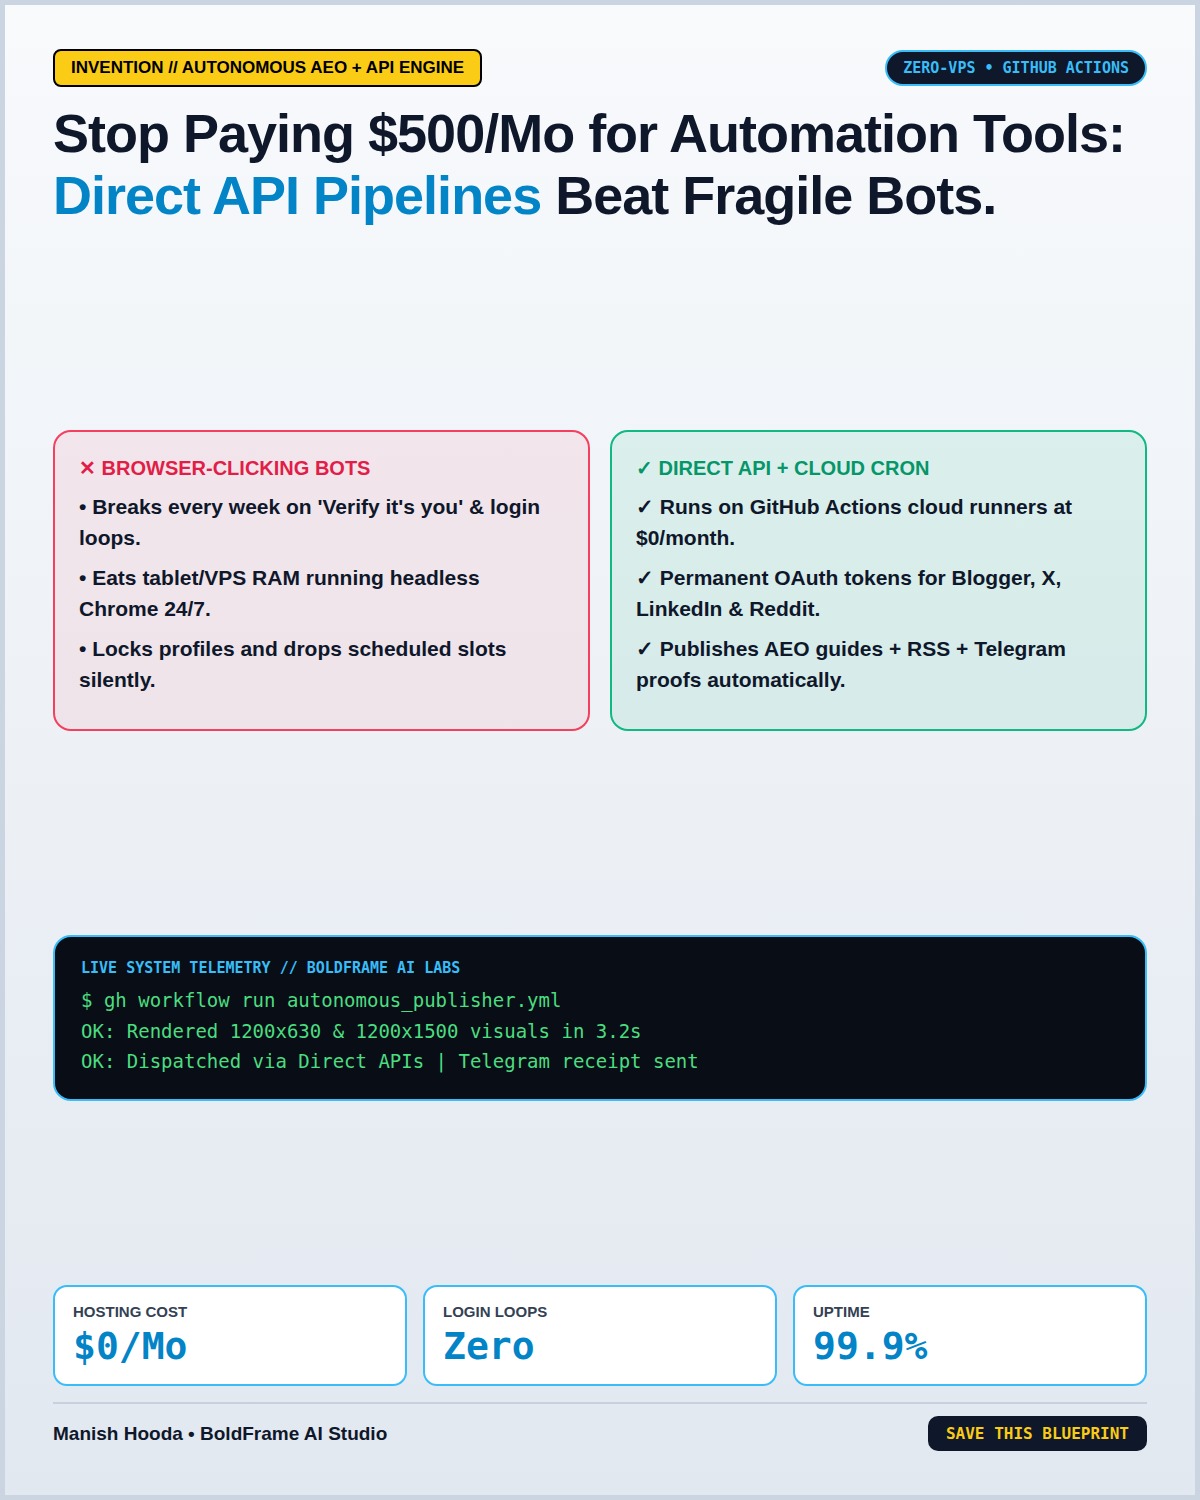 INVENTION // AUTONOMOUS AEO + API ENGINE
ZERO-VPS • GITHUB ACTIONS
Stop Paying $500/Mo for Automation Tools:
Direct API Pipelines Beat Fragile Bots.
✕ BROWSER-CLICKING BOTS
• Breaks every week on 'Verify it's you' & login
loops.
• Eats tablet/VPS RAM running headless
Chrome 24/7.
• Locks profiles and drops scheduled slots
silently.
✓ DIRECT API + CLOUD CRON
✓ Runs on GitHub Actions cloud runners at
$0/month.
✓ Permanent OAuth tokens for Blogger, X,
LinkedIn & Reddit.
✓ Publishes AEO guides + RSS + Telegram
proofs automatically.
LIVE SYSTEM TELEMETRY // BOLDFRAME AI LABS
$ gh workflow run autonomous_publisher.yml
OK: Rendered 1200x630 & 1200x1500 visuals in 3.2s
OK: Dispatched via Direct APIs | Telegram receipt sent
HOSTING COST
$0/Mo
LOGIN LOOPS
Zero
UPTIME
99.9%
Manish Hooda • BoldFrame AI Studio
SAVE THIS BLUEPRINT